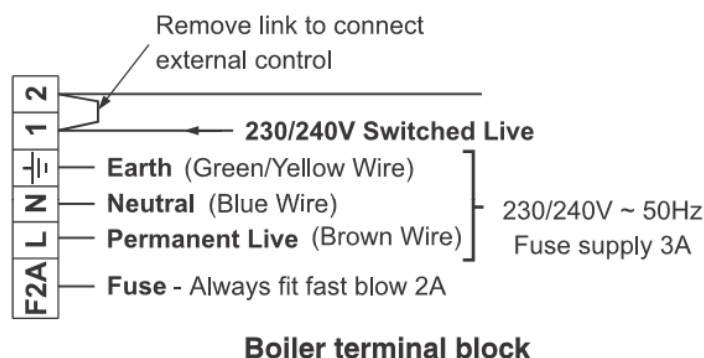 Remove link to connect
external control
2
1
230/240V Switched Live
Earth (Green/Yellow Wire)
N
Neutral (Blue Wire)
L
Permanent Live (Brown Wire)
230/240V ~ 50Hz
Fuse supply 3A
F2A
Fuse - Always fit fast blow 2A
Boiler terminal block